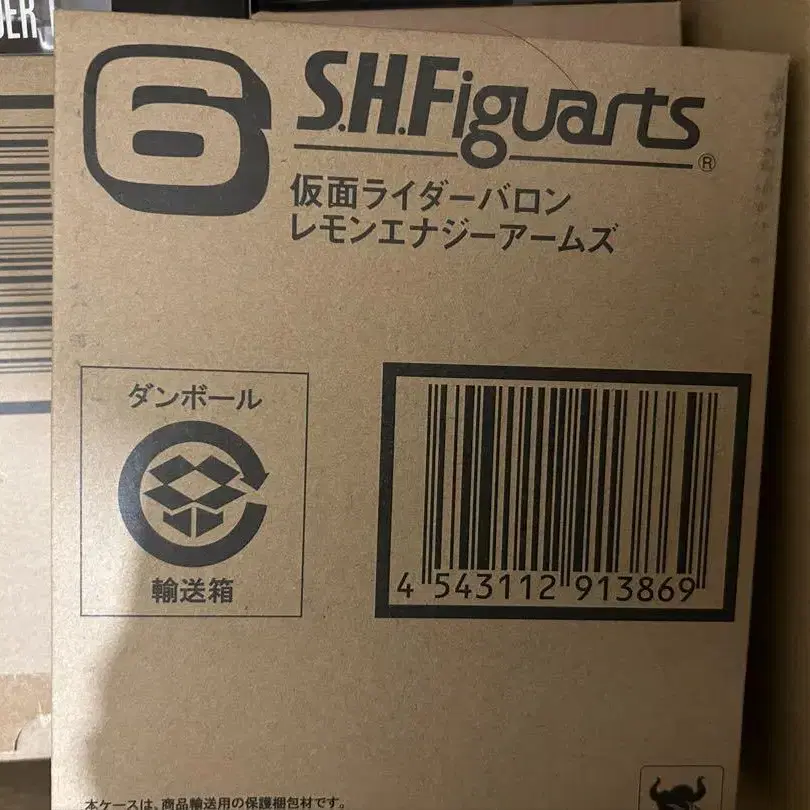 6
S.H.Figuarts
®
仮面ライダーバロン
レモンエナジーアームズ
ダンボール
輸送箱
4 543112 913869
本ケースは、商品輸送用の保護梱包材です。